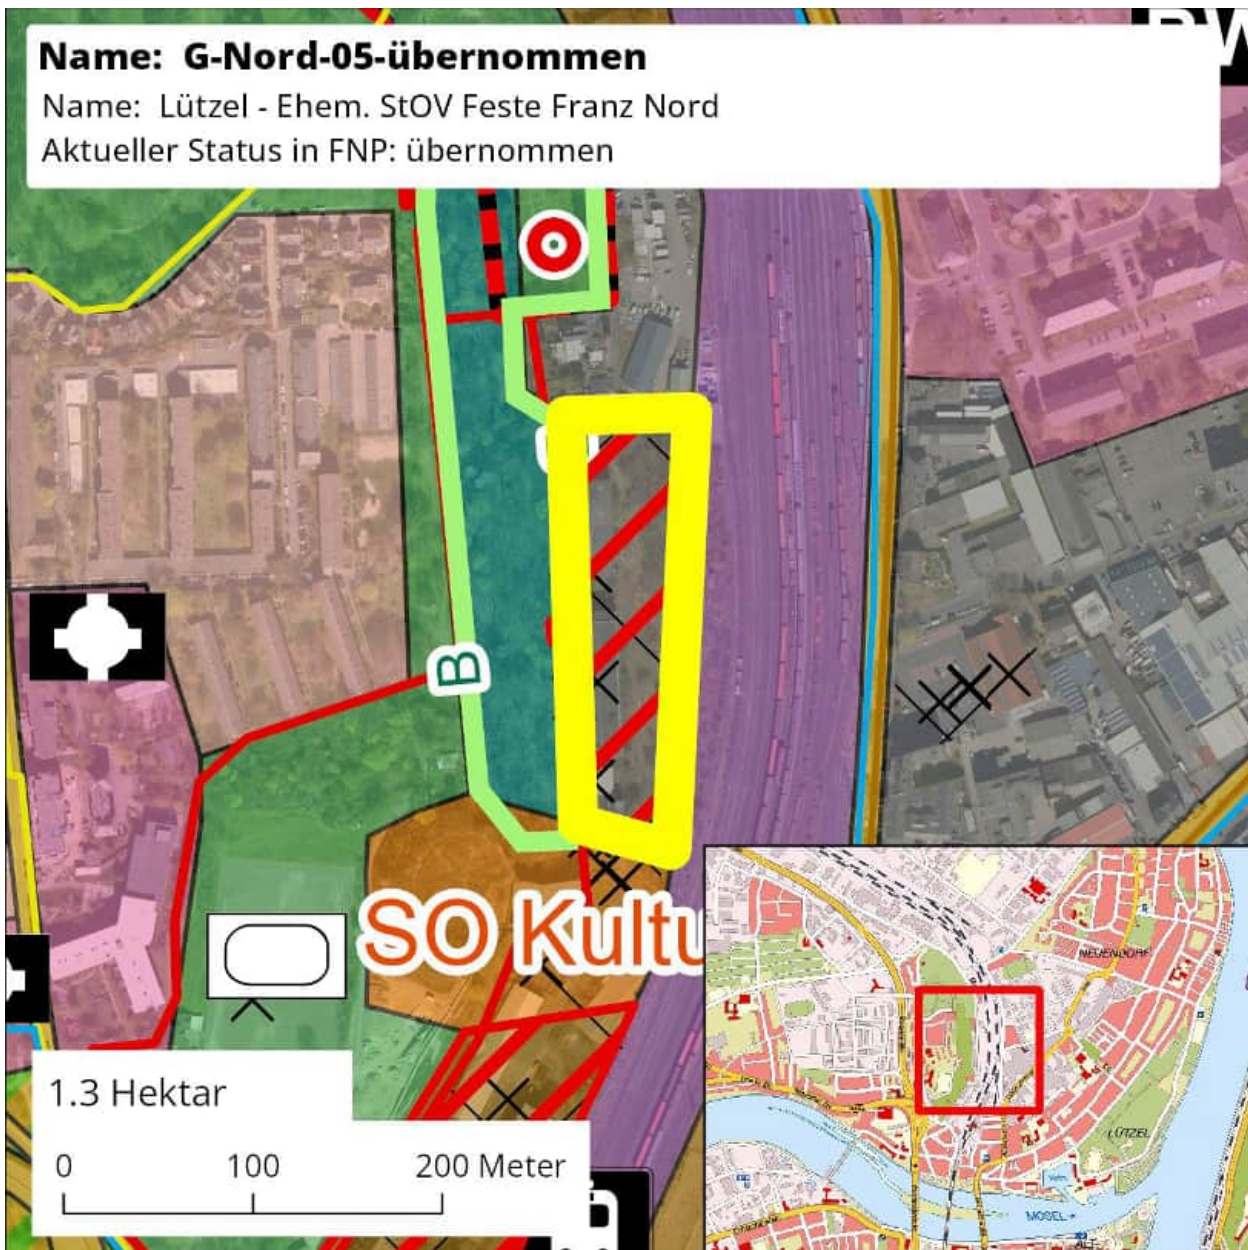 Name: G-Nord-05-übernommen
Name: Lützel - Ehem. StOV Feste Franz Nord
Aktueller Status in FNP: übernommen
B
SO Kultu
NEUENDORF
1.3 Hektar
0 100 200 Meter
LÜTZEL
MOSEL
ALT-